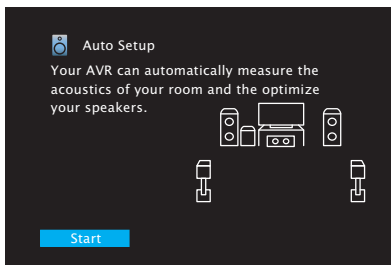 Auto Setup
Your AVR can automatically measure the
acoustics of your room and the optimize
your speakers.
Start